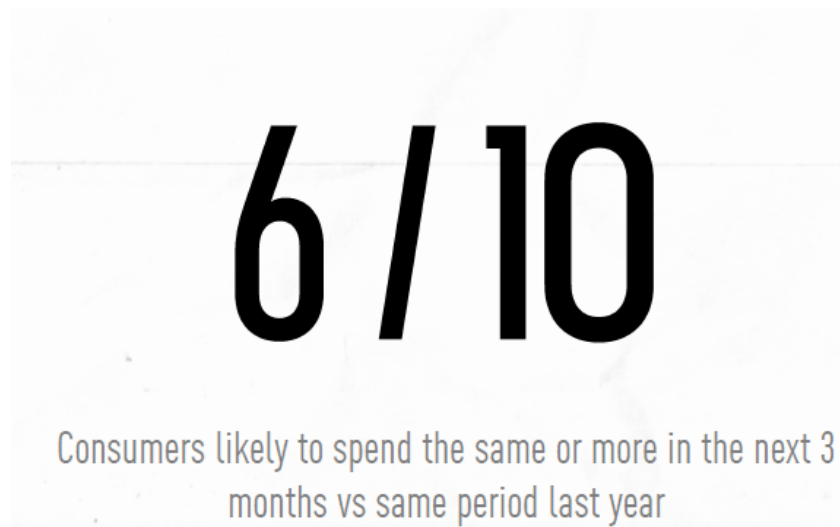 6 / 10
Consumers likely to spend the same or more in the next 3
months vs same period last year